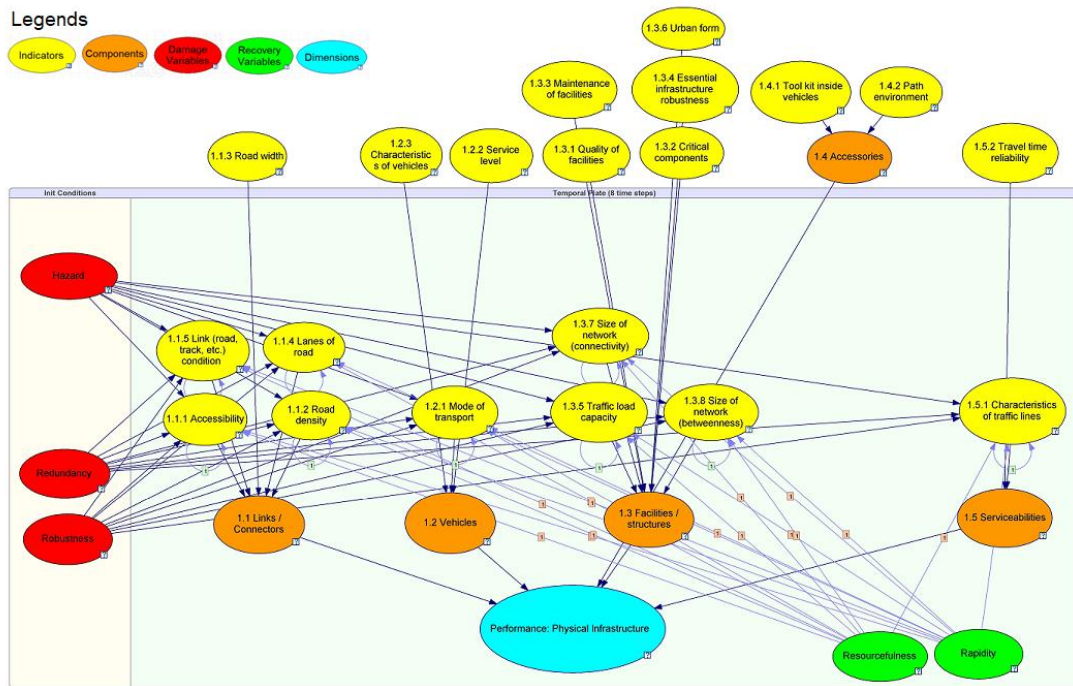 Legends
Indicators
Components
Damage
Variables
Recovery
Variables
Dimensions
1.3.6 Urban form
1.3.3 Maintenance
of facilities
1.3.4 Essential
infrastructure
robustness
1.4.1 Tool kit inside
vehicles
1.4.2 Path
environment
1.1.3 Road width
1.2.3
Characteristic
s of vehicles
1.2.2 Service
level
1.3.1 Quality of
facilities
1.3.2 Critical
components
1.4 Accessories
1.5.2 Travel time
reliability
Init Conditions
Temporal Plate (8 time steps)
Hazard
1.1.5 Link (road,
track, etc.)
condition
1.1.4 Lanes of
road
1.3.7 Size of
network
(connectivity)
1.1.1 Accessibility
1.1.2 Road
density
1.2.1 Mode of
transport
1.3.5 Traffic load
capacity
1.3.8 Size of
network
(betweenness)
1.5.1 Characteristics
of traffic lines
Redundancy
Robustness
1.1 Links /
Connectors
1.2 Vehicles
1.3 Facilities /
structures
1.5 Serviceabilities
Performance: Physical Infrastructure
Resourcefulness
Rapidity